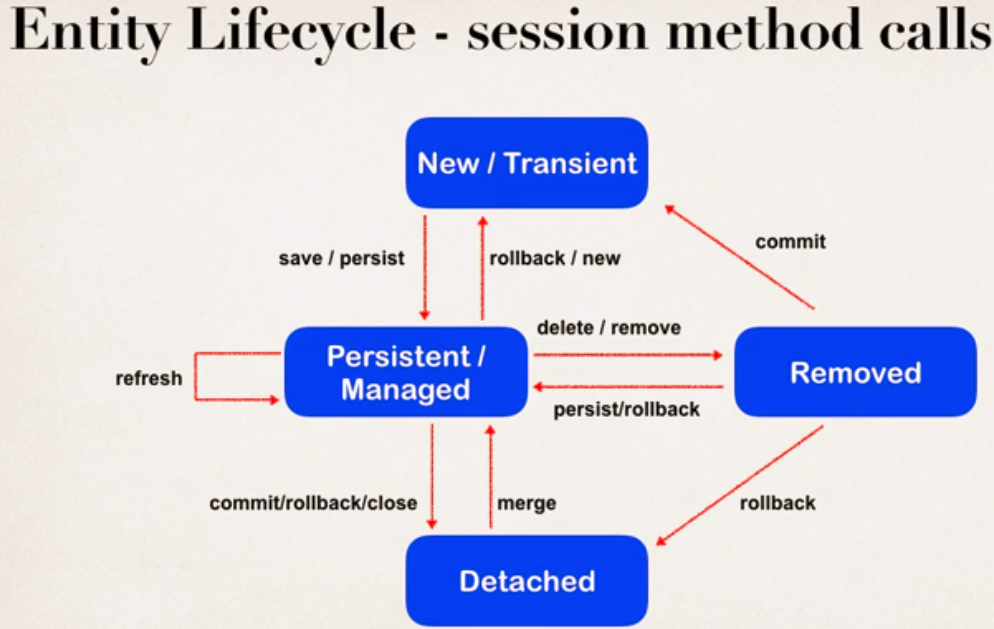 Entity Lifecycle - session method calls
New / Transient
commit
save / persist
rollback / new
delete / remove
Persistent /
Managed
Removed
refresh
persist/rollback
commit/rollback/close
merge
rollback
Detached